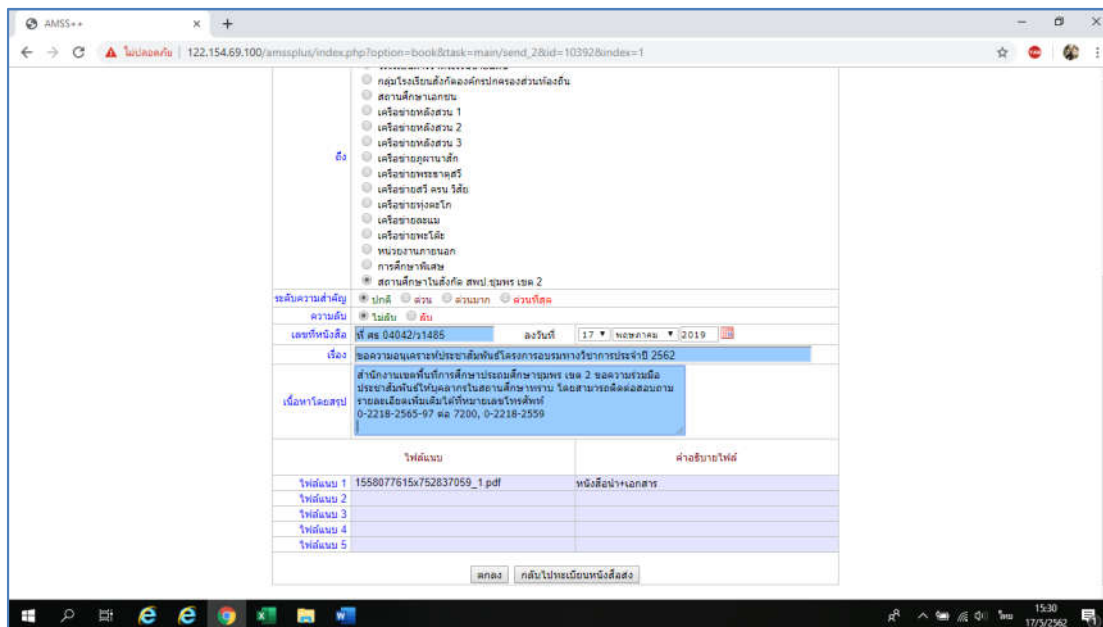 AMSS++
ไม่ปลอดภัย 122.154.69.100/amssplus/index.php?option=book&task=main/send_2&id=10392&index=1
กลุ่มโรงเรียนสังกัดองค์กรปกครองส่วนท้องถิ่น
สถานศึกษาเอกชน
เครือข่ายหลังสวน 1
เครือข่ายหลังสวน 2
เครือข่ายหลังสวน 3
ถึง
เครือข่ายภูผานาสัก
เครือข่ายพระธาตุสวี
เครือข่ายสวี ครน วิสัย
เครือข่ายทุ่งตะโก
เครือข่ายละแม
เครือข่ายพะโต๊ะ
หน่วยงานภายนอก
การศึกษาพิเศษ
สถานศึกษาในสังกัด สพป.ชุมพร เขต 2
ระดับความสำคัญ ปกติ ด่วน ด่วนมาก ด่วนที่สุด
ความลับ ไม่ลับ ลับ
เลขที่หนังสือ ที่ ศธ 04042/ว1485 ลงวันที่ 17 พฤษภาคม 2019
เรื่อง ขอความอนุเคราะห์ประชาสัมพันธ์โครงการอบรมทางวิชาการประจำปี 2562
เนื้อหาโดยสรุป
สำนักงานเขตพื้นที่การศึกษาประถมศึกษาชุมพร เขต 2 ขอความร่วมมือ
ประชาสัมพันธ์ให้บุคลากรในสถานศึกษาทราบ โดยสามารถติดต่อสอบถาม
รายละเอียดเพิ่มเติมได้ที่หมายเลขโทรศัพท์
0-2218-2565-97 ต่อ 7200, 0-2218-2559
ไฟล์แนบ คำอธิบายไฟล์
ไฟล์แนบ 1 1558077615x752837059_1.pdf หนังสือนำ+เอกสาร
ไฟล์แนบ 2
ไฟล์แนบ 3
ไฟล์แนบ 4
ไฟล์แนบ 5
ตกลง กลับไปทะเบียนหนังสือส่ง
ไทย 15:30
17/5/2562